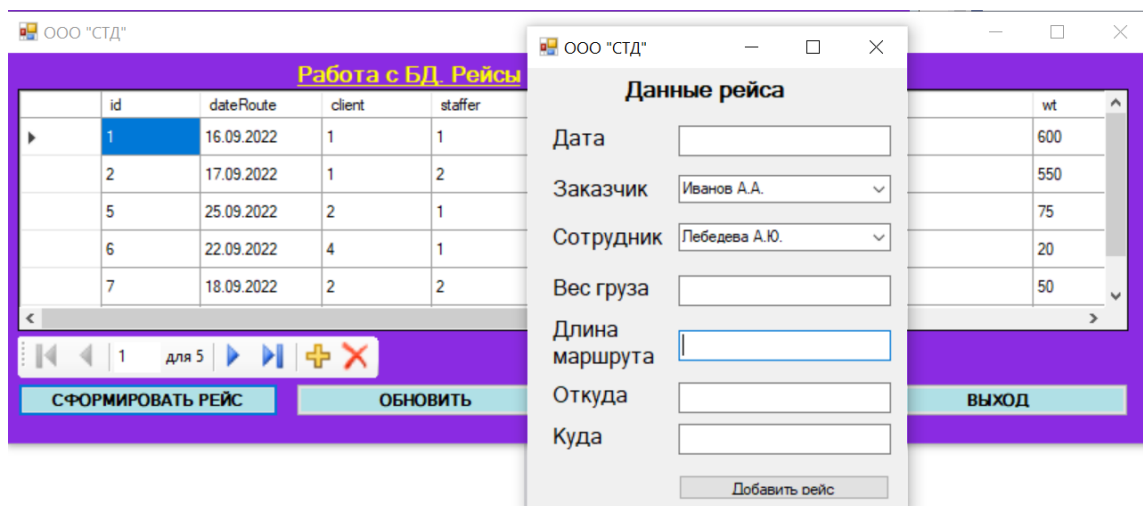 ООО "СТД"
Работа с БД. Рейсы
id dateRoute client staffer wt
1 16.09.2022 1 1 600
2 17.09.2022 1 2 550
5 25.09.2022 2 1 75
6 22.09.2022 4 1 20
7 18.09.2022 2 2 50
1 для 5
СФОРМИРОВАТЬ РЕЙС ОБНОВИТЬ ВЫХОД
ООО "СТД"
Данные рейса
Дата
Заказчик Иванов А.А.
Сотрудник Лебедева А.Ю.
Вес груза
Длина
маршрута
Откуда
Куда
Добавить рейс